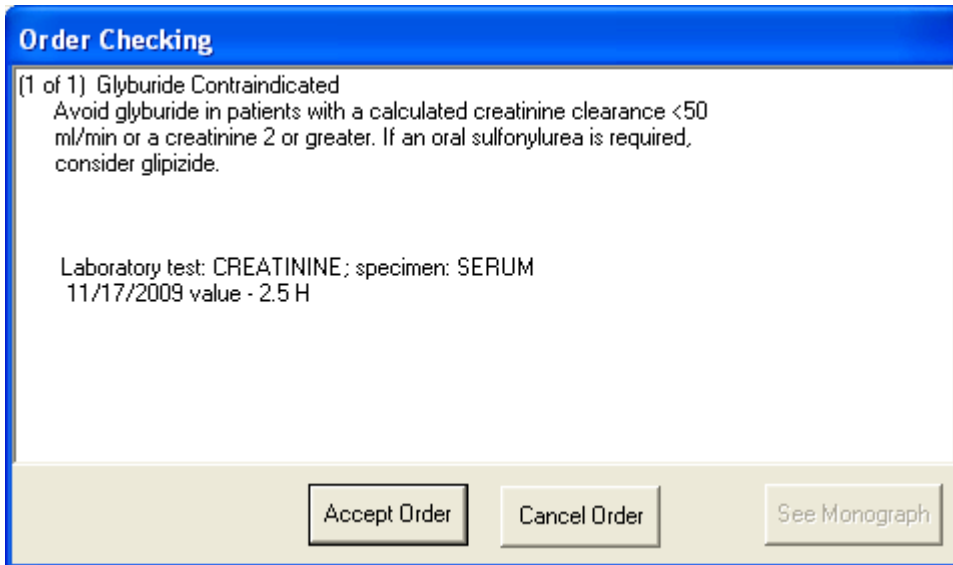 Order Checking
(1 of 1) Glyburide Contraindicated
Avoid glyburide in patients with a calculated creatinine clearance <50
ml/min or a creatinine 2 or greater. If an oral sulfonylurea is required,
consider glipizide.
Laboratory test: CREATININE; specimen: SERUM
11/17/2009 value - 2.5 H
Accept Order Cancel Order See Monograph